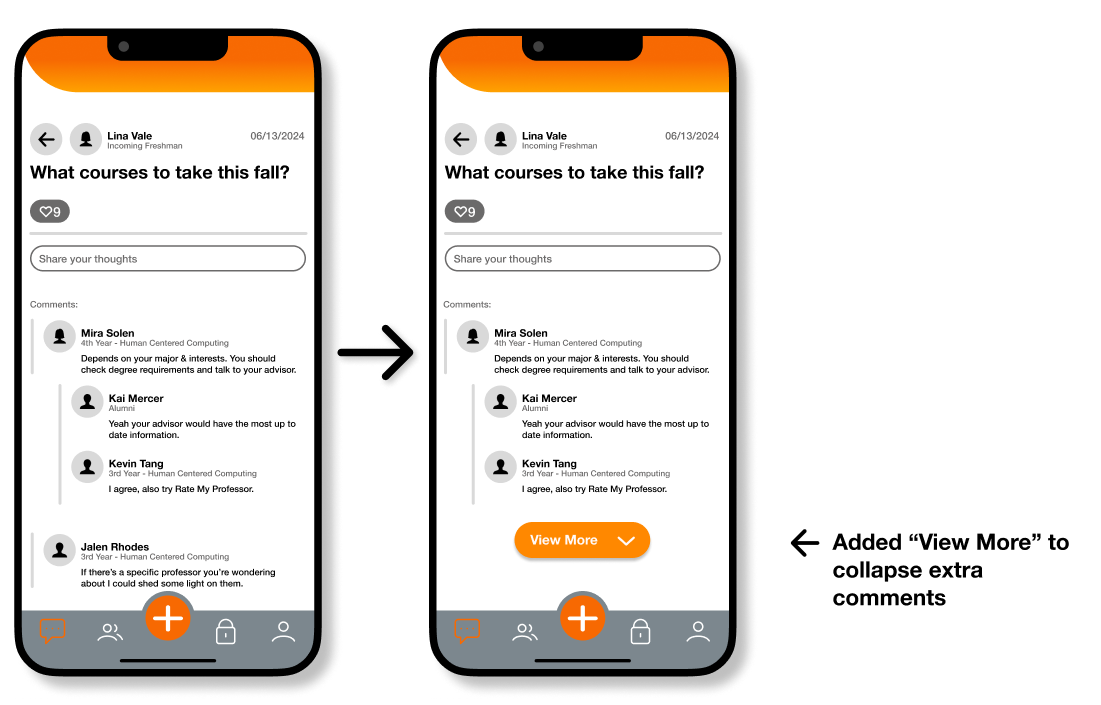 Lina Vale
Incoming Freshman
06/13/2024
What courses to take this fall?
9
Share your thoughts
Comments:
Mira Solen
4th Year - Human Centered Computing
Depends on your major & interests. You should
check degree requirements and talk to your advisor.
Kai Mercer
Alumni
Yeah your advisor would have the most up to
date information.
Kevin Tang
3rd Year - Human Centered Computing
I agree, also try Rate My Professor.
Jalen Rhodes
3rd Year - Human Centered Computing
If there's a specific professor you're wondering
about I could shed some light on them.
Lina Vale
Incoming Freshman
06/13/2024
What courses to take this fall?
9
Share your thoughts
Comments:
Mira Solen
4th Year - Human Centered Computing
Depends on your major & interests. You should
check degree requirements and talk to your advisor.
Kai Mercer
Alumni
Yeah your advisor would have the most up to
date information.
Kevin Tang
3rd Year - Human Centered Computing
I agree, also try Rate My Professor.
View More
Added “View More” to
collapse extra
comments